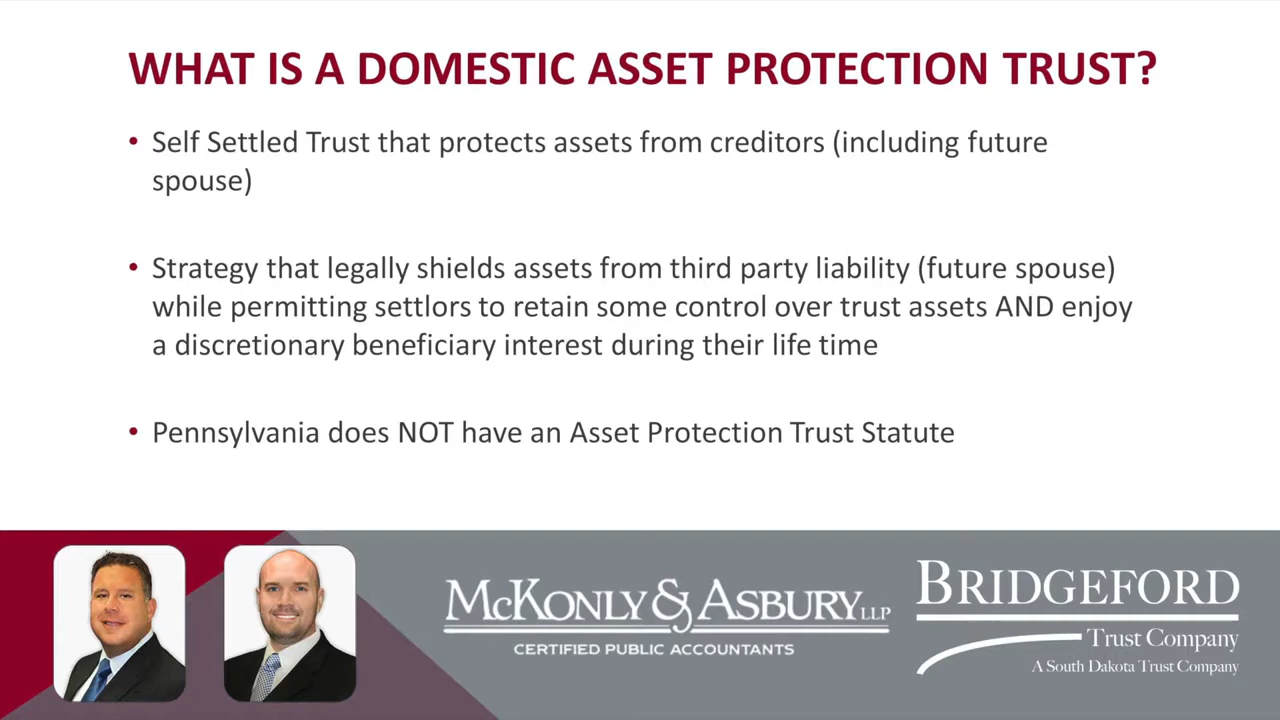 WHAT IS A DOMESTIC ASSET PROTECTION TRUST?
• Self Settled Trust that protects assets from creditors (including future
spouse)
• Strategy that legally shields assets from third party liability (future spouse)
while permitting settlors to retain some control over trust assets AND enjoy
a discretionary beneficiary interest during their life time
• Pennsylvania does NOT have an Asset Protection Trust Statute
McKonly & Asbury LLP
CERTIFIED PUBLIC ACCOUNTANTS
BRIDGEFORD
Trust Company
A South Dakota Trust Company